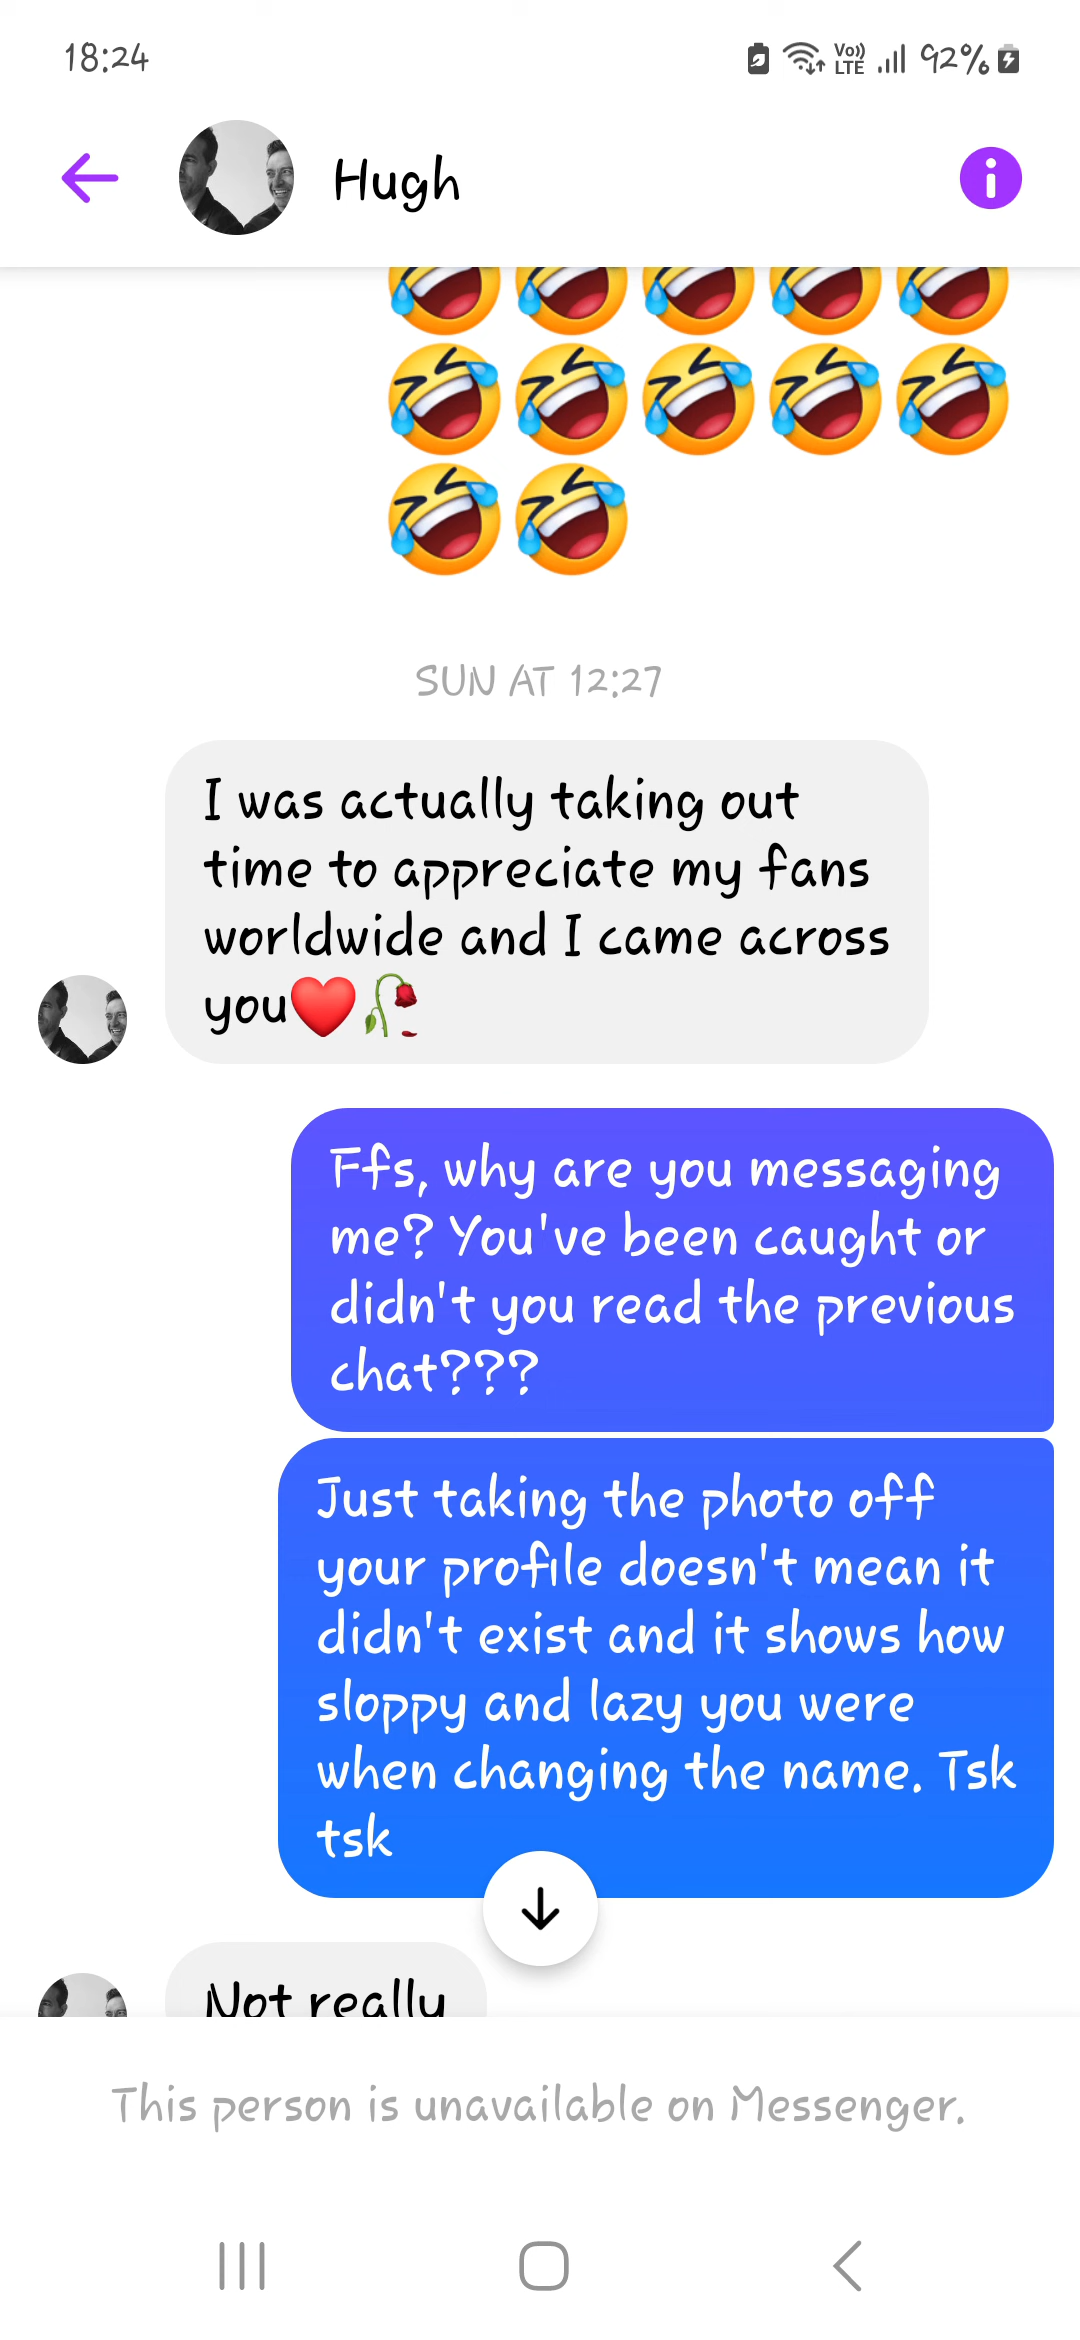 18:24
Vo))
LTE
92%
Hugh
🤣🤣🤣🤣🤣
🤣🤣🤣🤣🤣
🤣🤣
SUN AT 12:27
I was actually taking out
time to appreciate my fans
worldwide and I came across
you❤️🥀
Ffs, why are you messaging
me? You've been caught or
didn't you read the previous
chat???
Just taking the photo off
your profile doesn't mean it
didn't exist and it shows how
sloppy and lazy you were
when changing the name. Tsk
tsk
Not really
This person is unavailable on Messenger.